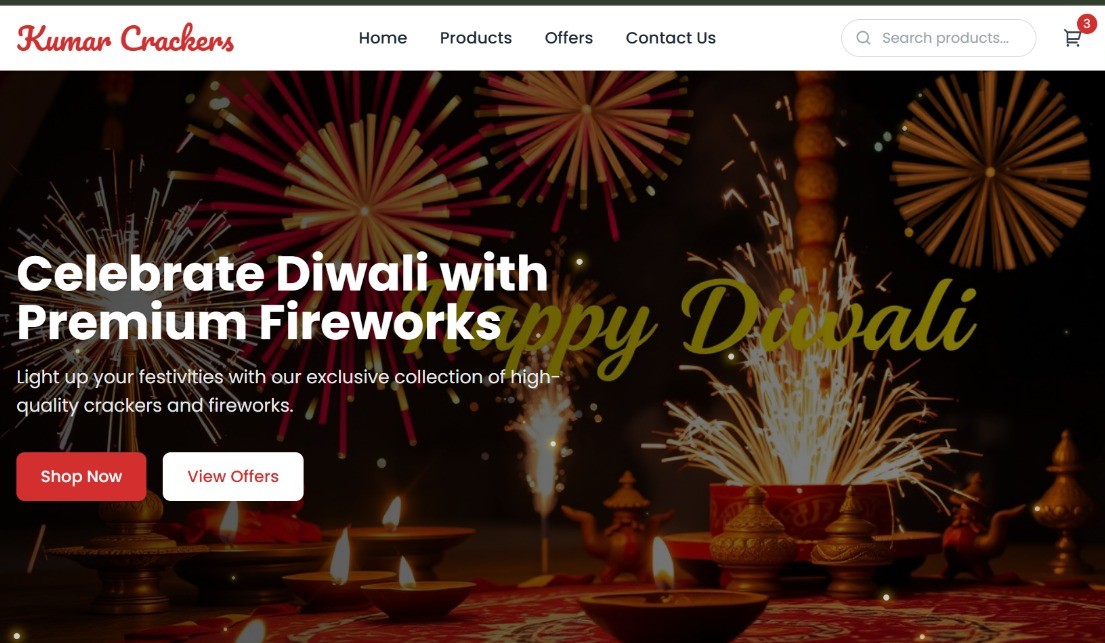 Kumar Crackers
Home
Products
Offers
Contact Us
Search products...
3
Celebrate Diwali with
Premium Fireworks
Happy Diwali
Light up your festivities with our exclusive collection of high-
quality crackers and fireworks.
Shop Now
View Offers